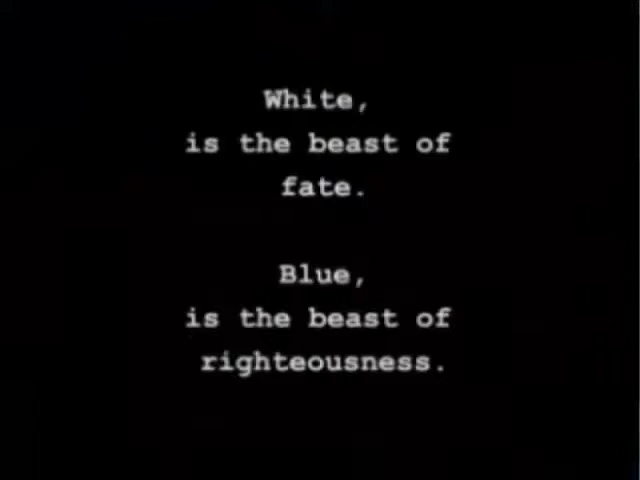 White,
is the beast of
fate.
Blue,
is the beast of
righteousness.